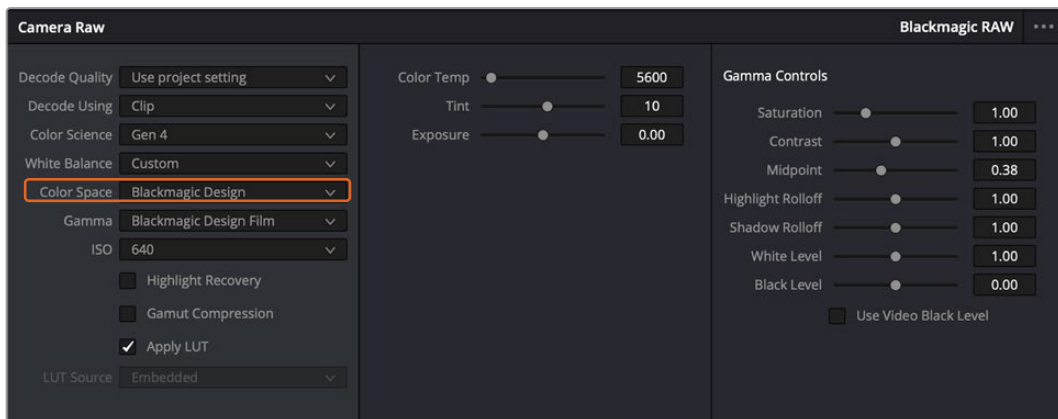 Camera Raw
Blackmagic RAW
Decode Quality Use project setting
Decode Using Clip
Color Science Gen 4
White Balance Custom
Color Space Blackmagic Design
Gamma Blackmagic Design Film
ISO 640
Highlight Recovery
Gamut Compression
Apply LUT
LUT Source Embedded
Color Temp 5600
Tint 10
Exposure 0.00
Gamma Controls
Saturation 1.00
Contrast 1.00
Midpoint 0.38
Highlight Rolloff 1.00
Shadow Rolloff 1.00
White Level 1.00
Black Level 0.00
Use Video Black Level